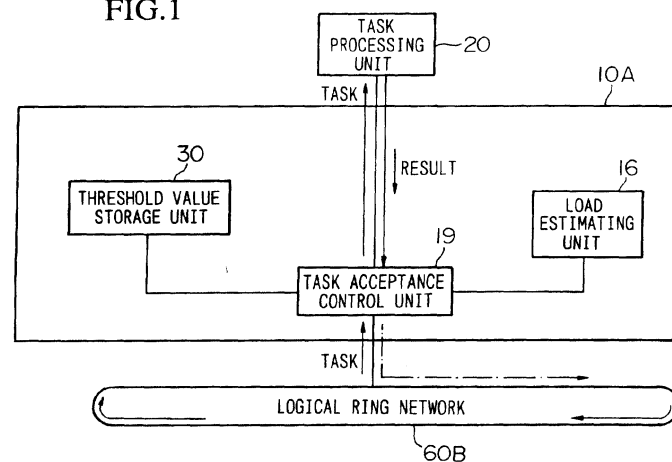 FIG.1
TASK
PROCESSING
UNIT
20
10A
TASK
RESULT
30
THRESHOLD VALUE
STORAGE UNIT
16
LOAD
ESTIMATING
UNIT
19
TASK ACCEPTANCE
CONTROL UNIT
TASK
LOGICAL RING NETWORK
60B